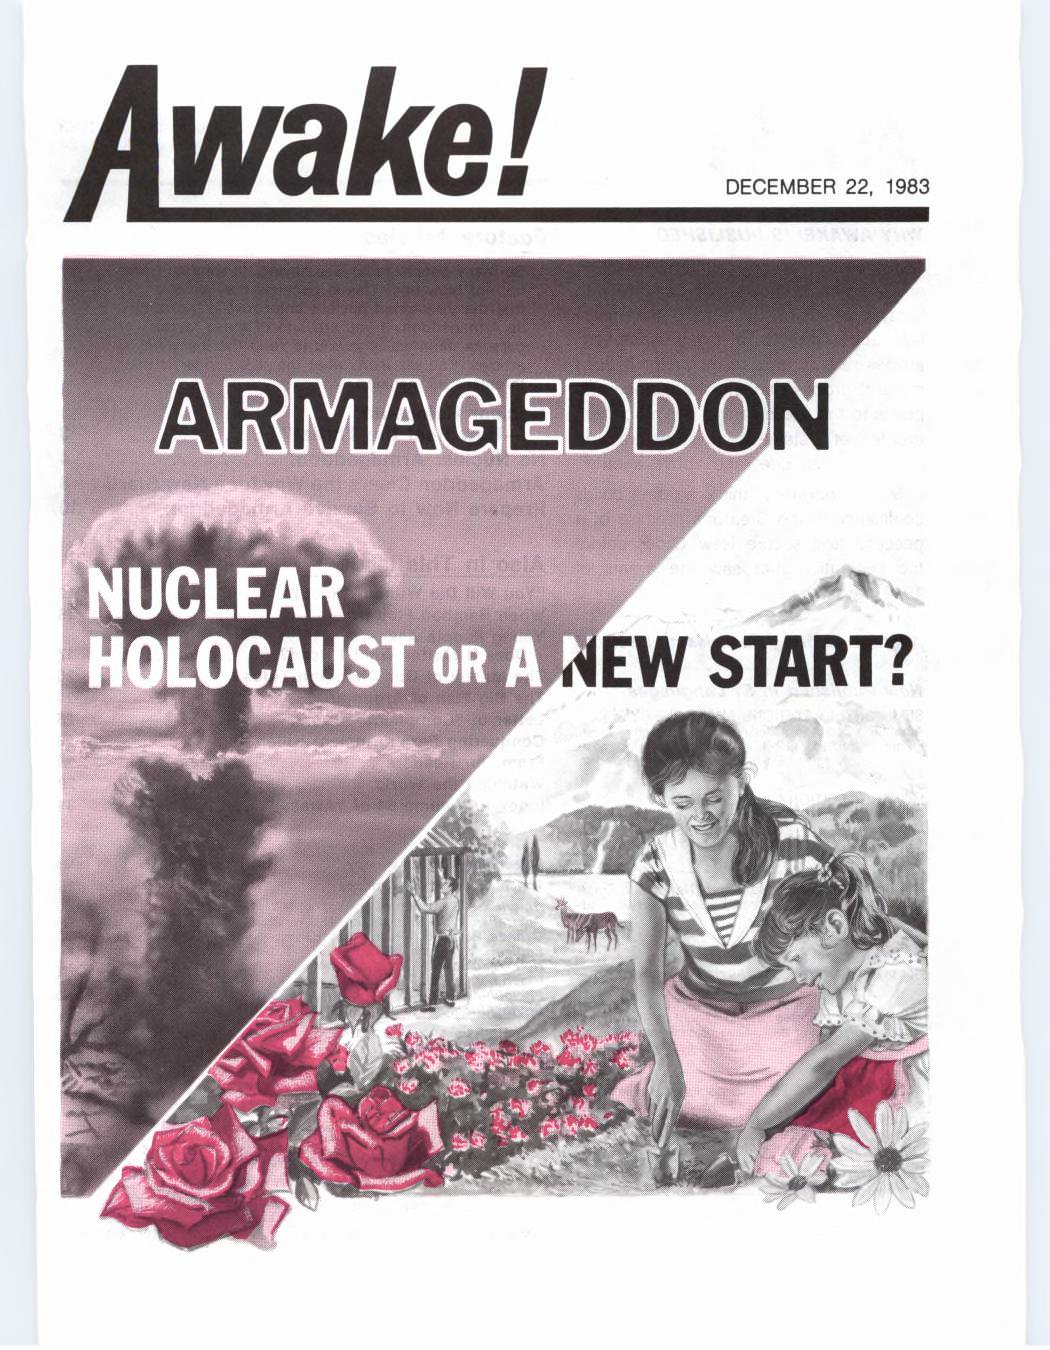 Awake!
DECEMBER 22, 1983
ARMAGEDDON
NUCLEAR
HOLOCAUST OR A NEW START?